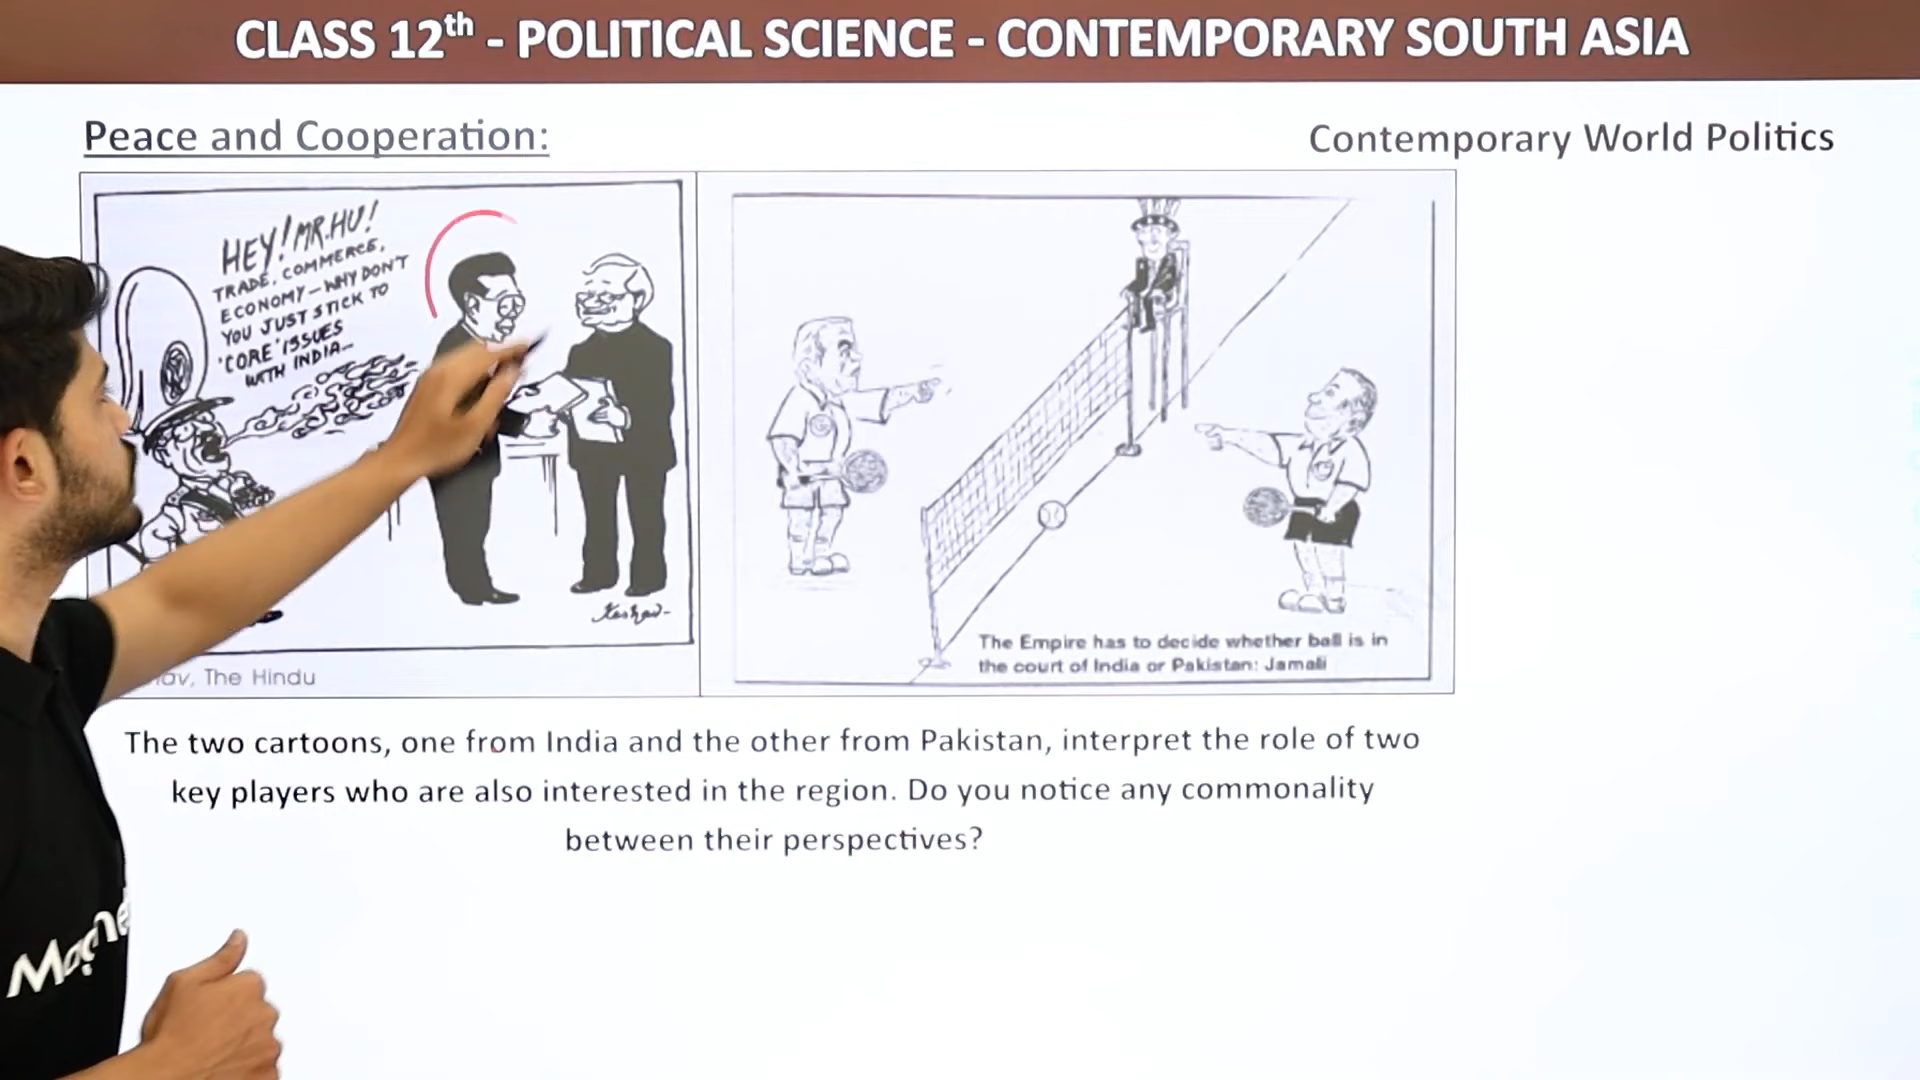 CLASS 12th - POLITICAL SCIENCE - CONTEMPORARY SOUTH ASIA
Peace and Cooperation:
Contemporary World Politics
HEY! MR.HU!
TRADE, COMMERCE,
ECONOMY – WHY DON'T
YOU JUST STICK TO
'CORE' ISSUES
WITH INDIA –
Keshav
The Hindu
The Empire has to decide whether ball is in
the court of India or Pakistan: Jamali
The two cartoons, one from India and the other from Pakistan, interpret the role of two
key players who are also interested in the region. Do you notice any commonality
between their perspectives?